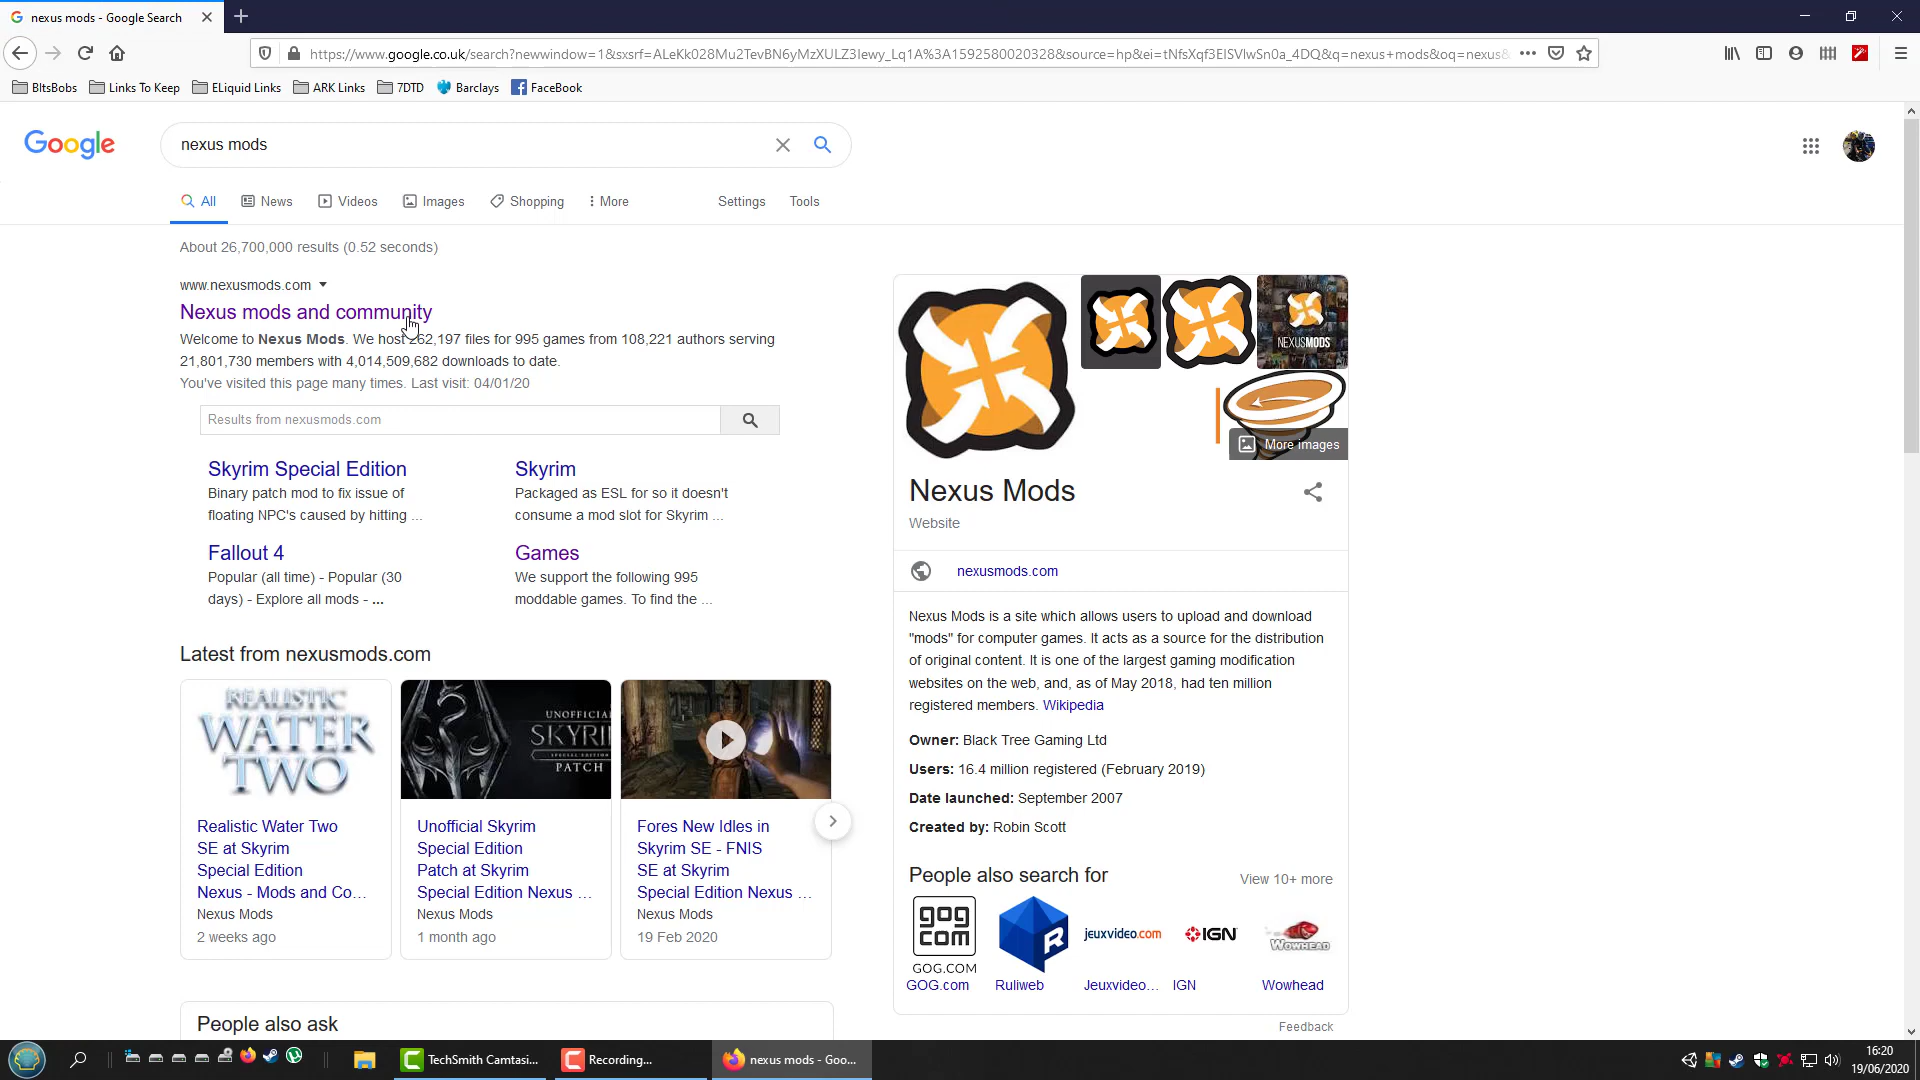 nexus mods - Google Search
https://www.google.co.uk/search?newwindow=1&sxsrf=ALeKk028Mu2TevBN6yMzXULZ3Iewy_Lq1A%3A1592580020328&source=hp&ei=tNfsXqf3EISVlwSn0a_4DQ&q=nexus+mods&oq=nexus&
BItsBobs
Links To Keep
ELiquid Links
ARK Links
7DTD
Barclays
FaceBook
Google
nexus mods
All
News
Videos
Images
Shopping
More
Settings
Tools
About 26,700,000 results (0.52 seconds)
www.nexusmods.com
Nexus mods and community
Welcome to Nexus Mods. We host 262,197 files for 995 games from 108,221 authors serving
21,801,730 members with 4,014,509,682 downloads to date.
You've visited this page many times. Last visit: 04/01/20
Results from nexusmods.com
Skyrim Special Edition
Binary patch mod to fix issue of
floating NPC's caused by hitting ...
Skyrim
Packaged as ESL for so it doesn't
consume a mod slot for Skyrim ...
Fallout 4
Popular (all time) - Popular (30
days) - Explore all mods - ...
Games
We support the following 995
moddable games. To find the ...
Latest from nexusmods.com
REALISTIC
WATER
TWO
Realistic Water Two
SE at Skyrim
Special Edition
Nexus - Mods and Co...
Nexus Mods
2 weeks ago
UNOFFICIA
SKYRI
SPECIAL EDITION
PATCH
Unofficial Skyrim
Special Edition
Patch at Skyrim
Special Edition Nexus ...
Nexus Mods
1 month ago
Fores New Idles in
Skyrim SE - FNIS
SE at Skyrim
Special Edition Nexus ...
Nexus Mods
19 Feb 2020
People also ask
NEXUSMODS
More images
Nexus Mods
Website
nexusmods.com
Nexus Mods is a site which allows users to upload and download
"mods" for computer games. It acts as a source for the distribution
of original content. It is one of the largest gaming modification
websites on the web, and, as of May 2018, had ten million
registered members. Wikipedia
Owner: Black Tree Gaming Ltd
Users: 16.4 million registered (February 2019)
Date launched: September 2007
Created by: Robin Scott
People also search for
View 10+ more
gog
com
GOG.COM
R
jeuxvideo.com
IGN
WOWHEAD
GOG.com
Ruliweb
Jeuxvideo...
IGN
Wowhead
Feedback
TechSmith Camtasi...
Recording...
nexus mods - Goo...
16:20
19/06/2020